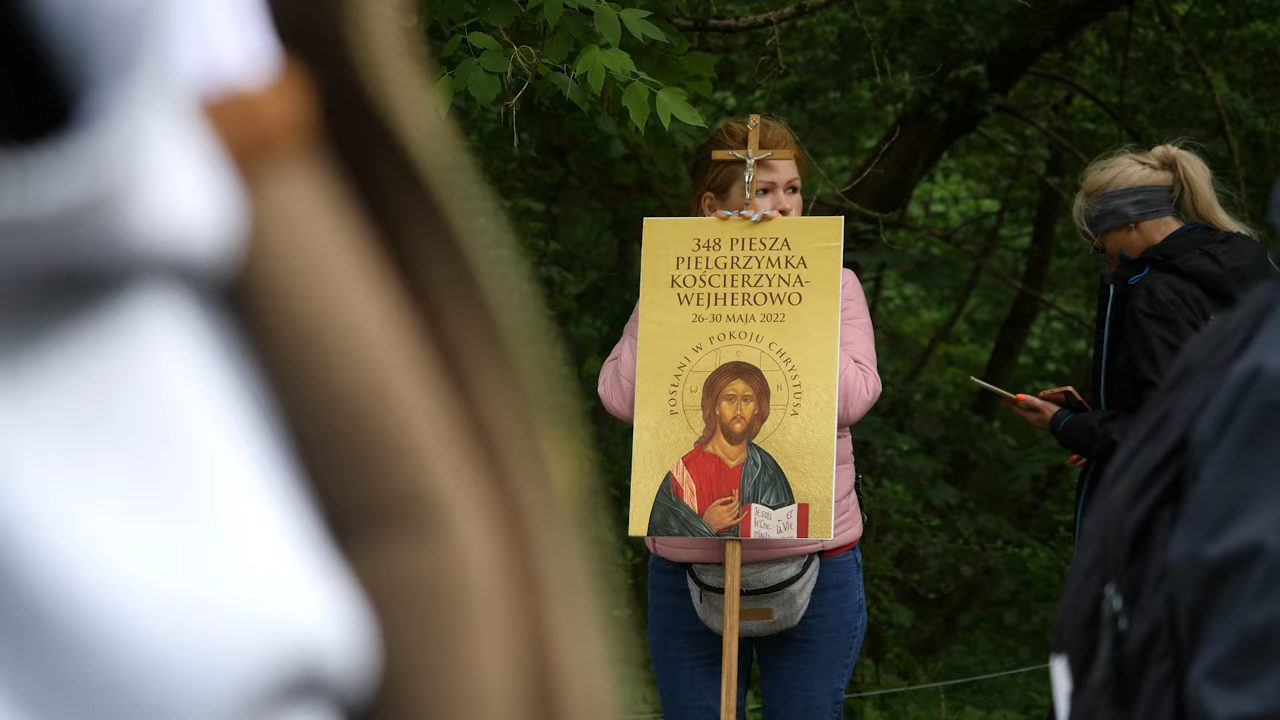 348 PIESZA
PIELGRZYMKA
KOŚCIERZYNA-
WEJHEROWO
26-30 MAJA 2022
POSŁANI W POKOJU CHRYSTUSA